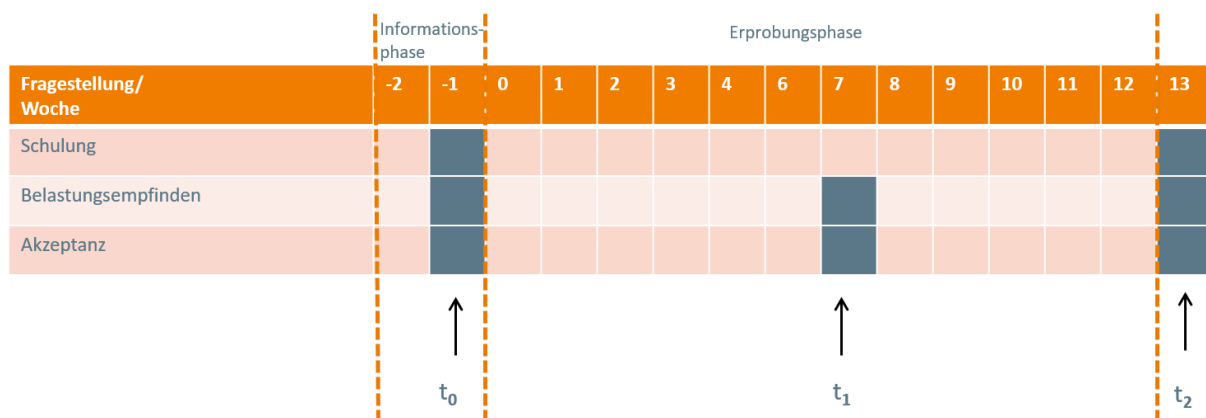 Informations-
phase
Erprobungsphase
Fragestellung/
Woche
-2 -1 0 1 2 3 4 6 7 8 9 10 11 12 13
Schulung
Belastungsempfinden
Akzeptanz
t0 t1 t2